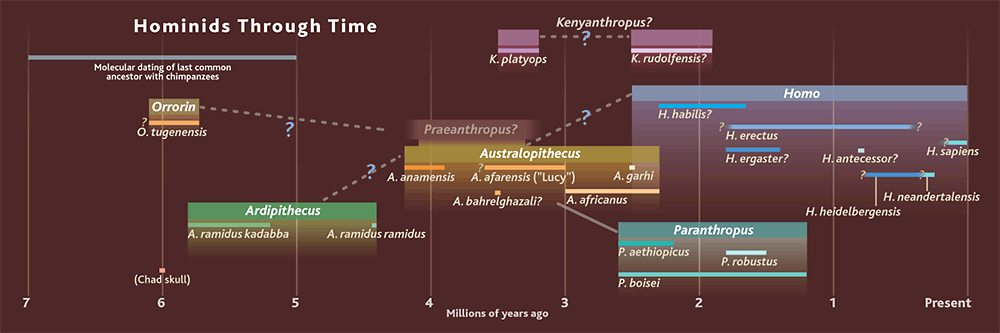 Hominids Through Time
Kenyanthropus?
?
K. platyops
K. rudolfensis?
Molecular dating of last common
ancestor with chimpanzees
Orrorin
?
O. tugenensis
?
Praeanthropus?
?
Homo
H. habilis?
?
?
H. erectus
H. ergaster?
H. antecessor?
?
H. sapiens
?
?
H. neandertalensis
H. heidelbergensis
Australopithecus
?
A. anamensis
?
A. afarensis ("Lucy")
A. garhi
A. bahrelghazali?
A. africanus
Ardipithecus
A. ramidus kadabba
A. ramidus ramidus
Paranthropus
P. aethiopicus
P. robustus
P. boisei
(Chad skull)
7
6
5
4
3
2
1
Present
Millions of years ago